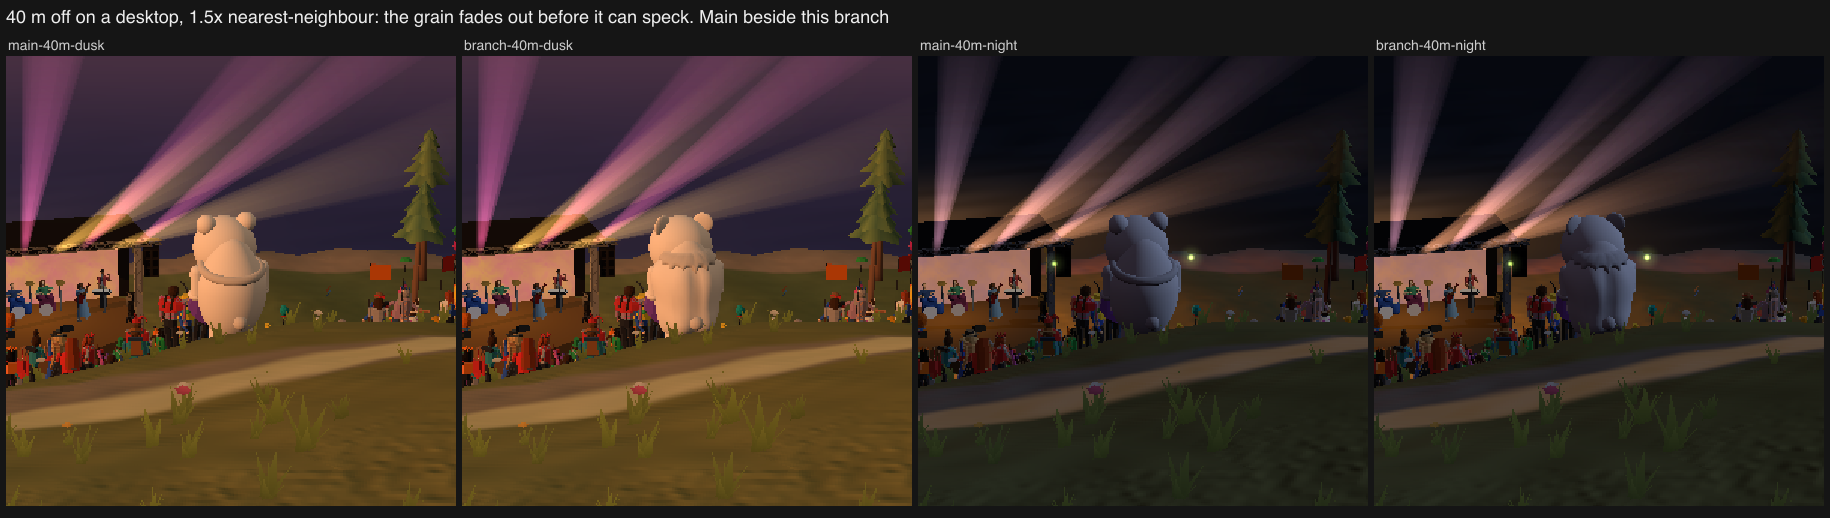 40 m off on a desktop, 1.5x nearest-neighbour: the grain fades out before it can speck. Main beside this branch
main-40m-dusk
branch-40m-dusk
main-40m-night
branch-40m-night